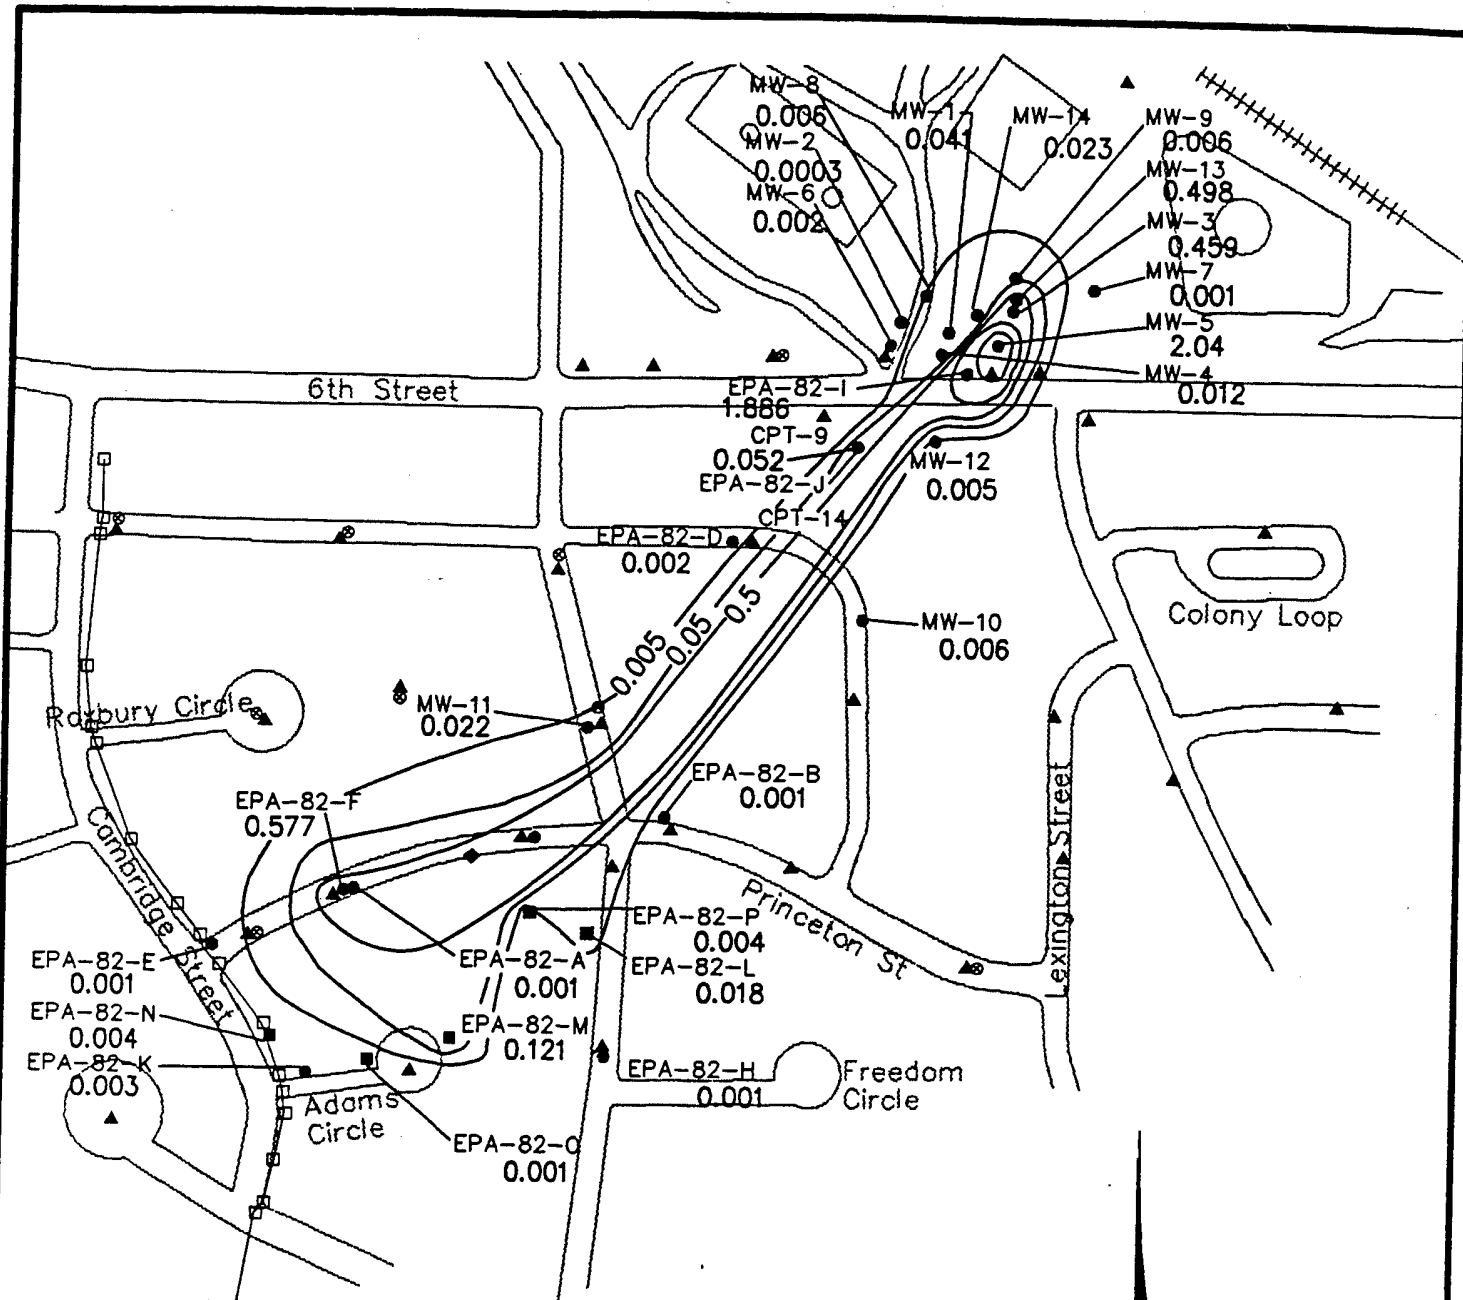 MW-8
0.006
MW-2
0.0003
MW-6
0.002
MW-1
0.041
MW-14
0.023
MW-9
0.006
MW-13
0.498
MW-3
0.459
MW-7
0.001
MW-5
2.04
MW-4
0.012
6th Street
EPA-82-I
1.886
CPT-9
0.052
EPA-82-J
CPT-14
MW-12
0.005
EPA-82-D
0.002
0.005
0.05
0.5
MW-10
0.006
Colony Loop
Roxbury Circle
MW-11
0.022
EPA-82-B
0.001
EPA-82-F
0.577
Cambridge Street
Princeton St
Lexington Street
EPA-82-P
0.004
EPA-82-A
0.001
EPA-82-L
0.018
EPA-82-E
0.001
EPA-82-N
0.004
EPA-82-K
0.003
EPA-82-M
0.121
EPA-82-H
0.001
Freedom
Circle
Adams
Circle
EPA-82-O
0.001